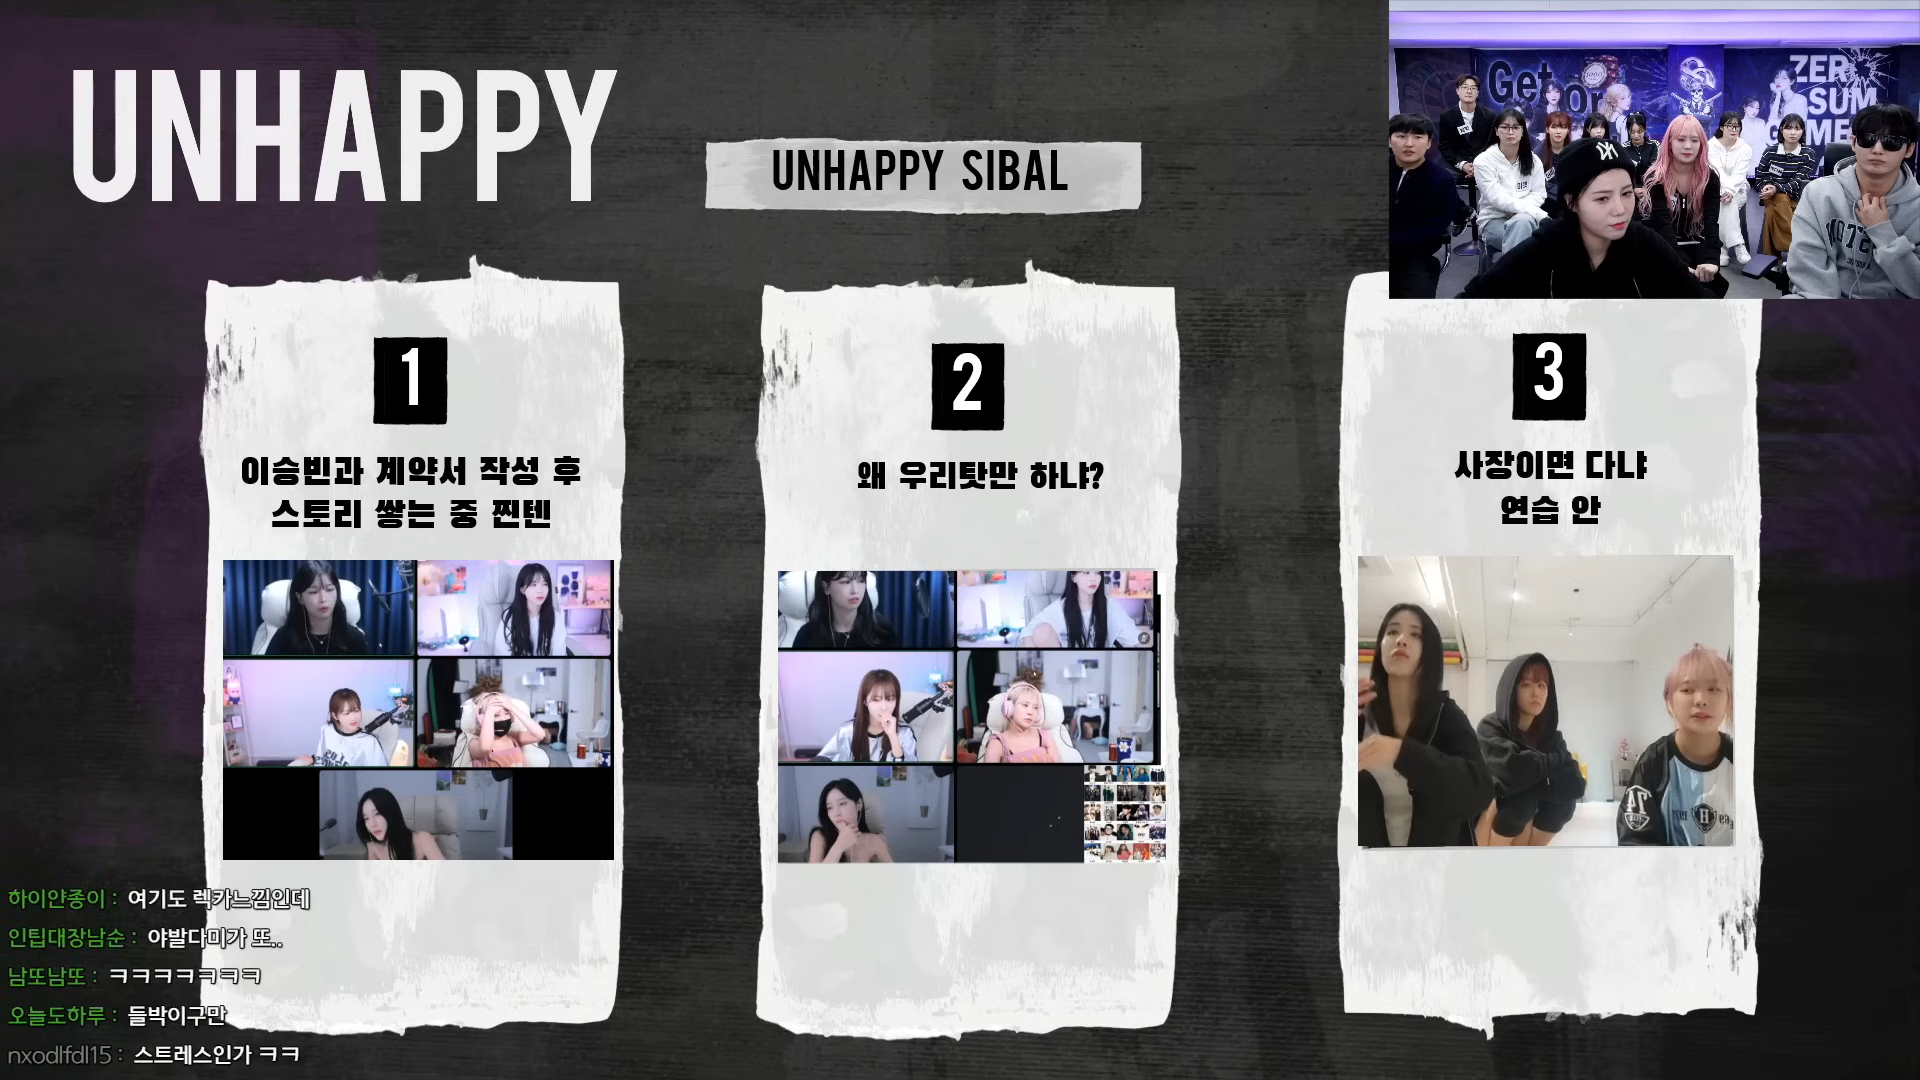 UNHAPPY
UNHAPPY SIBAL
Get
ZER
SUM
GAME
1
이승빈과 계약서 작성 후
스토리 쌓는 중 찐텐
2
왜 우리탓만 하냐?
3
사장이면 다냐
연습 안
하이얀종이 : 여기도 렉카느낌인데
인팁대장남순 : 야발다미가 또..
남또남또 : ㅋㅋㅋㅋㅋㅋㅋ
오늘도하루 : 들박이구만
nxodlfdl15 : 스트레스인가 ㅋㅋ